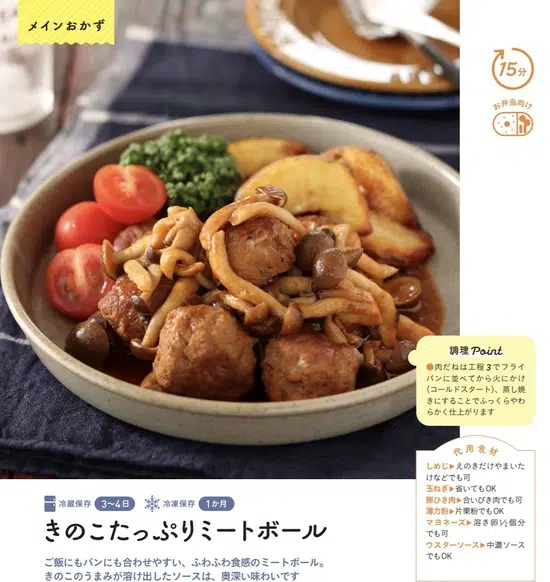 メインおかず
15分
お弁当向け
調理Point
●肉だねは工程3でフライ
パンに並べてから火にかけ
(コールドスタート)、蒸し焼
きにすることでふっくらやわ
らかく仕上がります
代用食材
しめじ▶えのきだけやまいた
けなどでも可
玉ねぎ▶省いてもOK
豚ひき肉▶合いびき肉でも可
薄力粉▶片栗粉でもOK
マヨネーズ▶溶き卵½個分
でも可
ウスターソース▶中濃ソース
でもOK
冷蔵保存 3〜4日 冷凍保存 1か月
きのこたっぷりミートボール
ご飯にもパンにも合わせやすい、ふわふわ食感のミートボール。
きのこのうまみが溶け出したソースは、奥深い味わいです